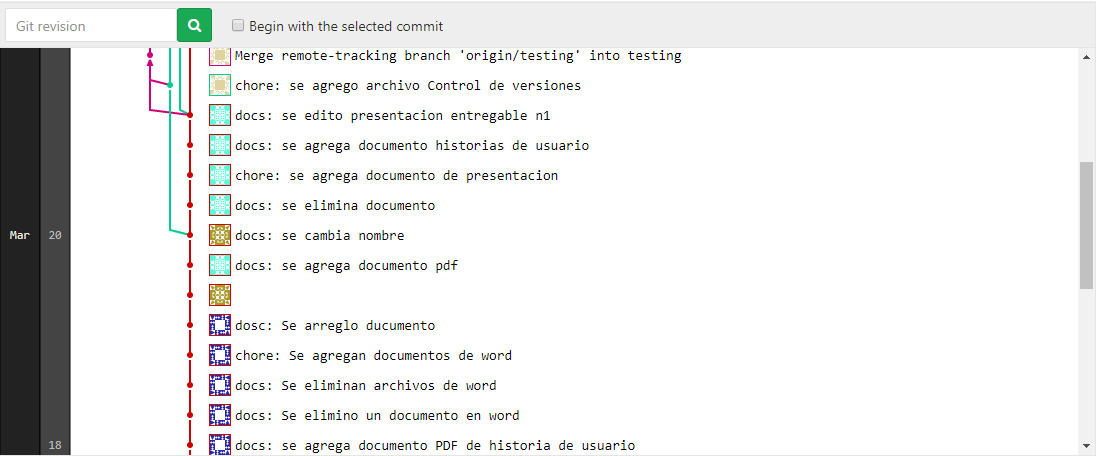 Git revision
Begin with the selected commit
Merge remote-tracking branch 'origin/testing' into testing
chore: se agrego archivo Control de versiones
docs: se edito presentacion entregable n1
docs: se agrega documento historias de usuario
chore: se agrega documento de presentacion
docs: se elimina documento
Mar 20 docs: se cambia nombre
docs: se agrega documento pdf
dosc: Se arreglo ducumento
chore: Se agregan documentos de word
docs: Se eliminan archivos de word
docs: Se elimino un documento en word
18 docs: se agrega documento PDF de historia de usuario